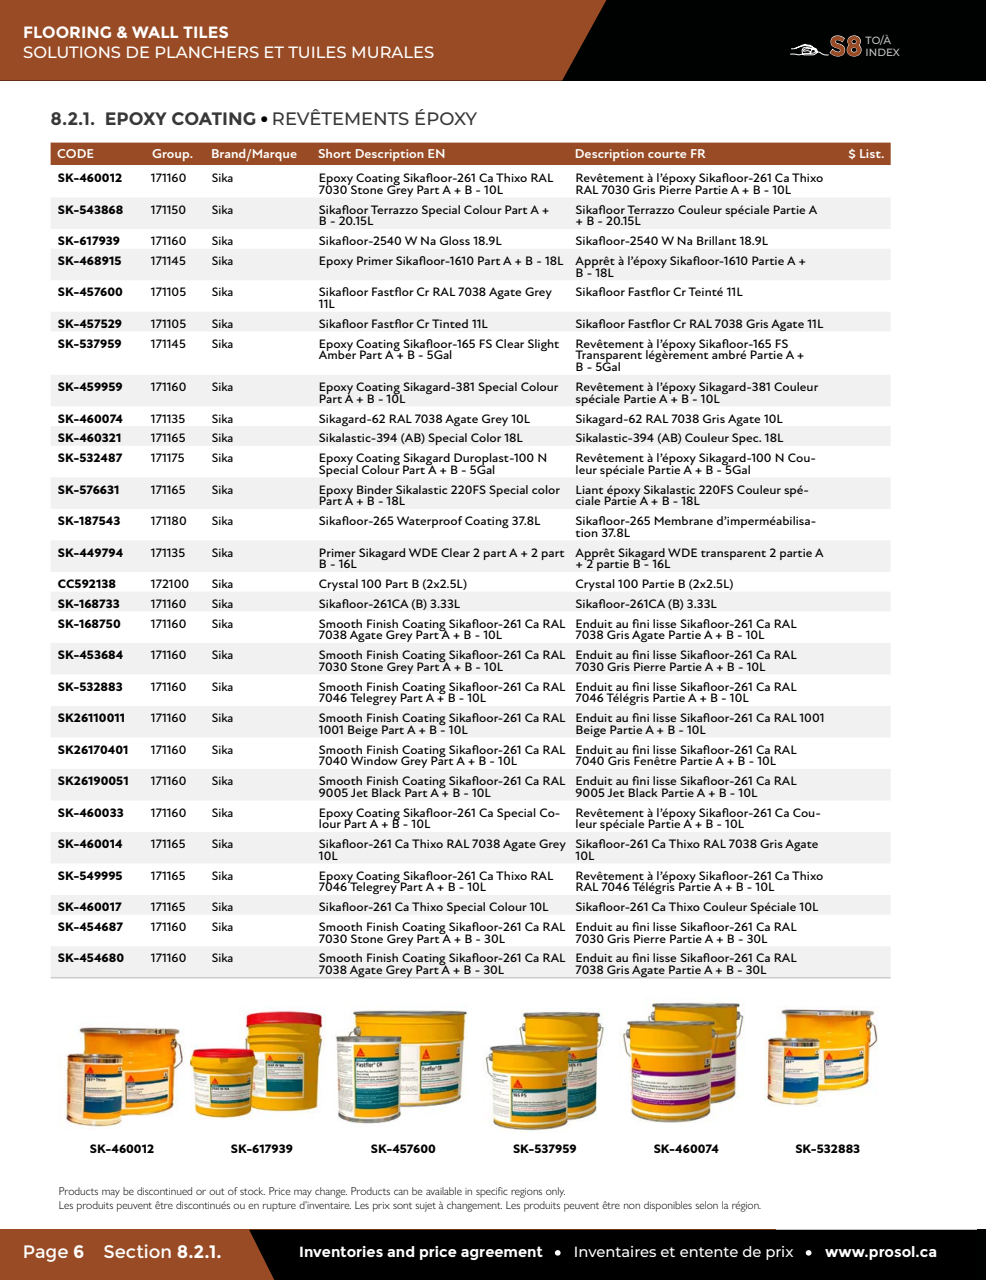 FLOORING & WALL TILES
SOLUTIONS DE PLANCHERS ET TUILES MURALES
S8 TO/À INDEX
8.2.1. EPOXY COATING • REVÊTEMENTS ÉPOXY
CODE Group. Brand/Marque Short Description EN Description courte FR $ List.
SK-460012 171160 Sika Epoxy Coating Sikafloor-261 Ca Thixo RAL Revêtement à l'époxy Sikafloor-261 Ca Thixo
7030 Stone Grey Part A + B - 10L RAL 7030 Gris Pierre Partie A + B - 10L
SK-543868 171150 Sika Sikafloor Terrazzo Special Colour Part A + Sikafloor Terrazzo Couleur spéciale Partie A
B - 20.15L + B - 20.15L
SK-617939 171160 Sika Sikafloor-2540 W Na Gloss 18.9L Sikafloor-2540 W Na Brillant 18.9L
SK-468915 171145 Sika Epoxy Primer Sikafloor-1610 Part A + B - 18L Apprêt à l'époxy Sikafloor-1610 Partie A +
B - 18L
SK-457600 171105 Sika Sikafloor Fastflor Cr RAL 7038 Agate Grey Sikafloor Fastflor Cr Teinté 11L
11L
SK-457529 171105 Sika Sikafloor Fastflor Cr Tinted 11L Sikafloor Fastflor Cr RAL 7038 Gris Agate 11L
SK-537959 171145 Sika Epoxy Coating Sikafloor-165 FS Clear Slight Revêtement à l'époxy Sikafloor-165 FS
Amber Part A + B - 5Gal Transparent légèrement ambré Partie A +
B - 5Gal
SK-459959 171160 Sika Epoxy Coating Sikagard-381 Special Colour Revêtement à l'époxy Sikagard-381 Couleur
Part A + B - 10L spéciale Partie A + B - 10L
SK-460074 171135 Sika Sikagard-62 RAL 7038 Agate Grey 10L Sikagard-62 RAL 7038 Gris Agate 10L
SK-460321 171165 Sika Sikalastic-394 (AB) Special Color 18L Sikalastic-394 (AB) Couleur Spec. 18L
SK-532487 171175 Sika Epoxy Coating Sikagard Duroplast-100 N Revêtement à l'époxy Sikagard-100 N Cou-
Special Colour Part A + B - 5Gal leur spéciale Partie A + B - 5Gal
SK-576631 171165 Sika Epoxy Binder Sikalastic 220FS Special color Liant époxy Sikalastic 220FS Couleur spé-
Part A + B - 18L ciale Partie A + B - 18L
SK-187543 171180 Sika Sikafloor-265 Waterproof Coating 37.8L Sikafloor-265 Membrane d'imperméabilisa-
tion 37.8L
SK-449794 171135 Sika Primer Sikagard WDE Clear 2 part A + 2 part Apprêt Sikagard WDE transparent 2 partie A
B - 16L + 2 partie B - 16L
CC592138 172100 Sika Crystal 100 Part B (2x2.5L) Crystal 100 Partie B (2x2.5L)
SK-168733 171160 Sika Sikafloor-261CA (B) 3.33L Sikafloor-261CA (B) 3.33L
SK-168750 171160 Sika Smooth Finish Coating Sikafloor-261 Ca RAL Enduit au fini lisse Sikafloor-261 Ca RAL
7038 Agate Grey Part A + B - 10L 7038 Gris Agate Partie A + B - 10L
SK-453684 171160 Sika Smooth Finish Coating Sikafloor-261 Ca RAL Enduit au fini lisse Sikafloor-261 Ca RAL
7030 Stone Grey Part A + B - 10L 7030 Gris Pierre Partie A + B - 10L
SK-532883 171160 Sika Smooth Finish Coating Sikafloor-261 Ca RAL Enduit au fini lisse Sikafloor-261 Ca RAL
7046 Telegrey Part A + B - 10L 7046 Télégris Partie A + B - 10L
SK26110011 171160 Sika Smooth Finish Coating Sikafloor-261 Ca RAL Enduit au fini lisse Sikafloor-261 Ca RAL 1001
1001 Beige Part A + B - 10L Beige Partie A + B - 10L
SK26170401 171160 Sika Smooth Finish Coating Sikafloor-261 Ca RAL Enduit au fini lisse Sikafloor-261 Ca RAL
7040 Window Grey Part A + B - 10L 7040 Gris Fenêtre Partie A + B - 10L
SK26190051 171160 Sika Smooth Finish Coating Sikafloor-261 Ca RAL Enduit au fini lisse Sikafloor-261 Ca RAL
9005 Jet Black Part A + B - 10L 9005 Jet Black Partie A + B - 10L
SK-460033 171160 Sika Epoxy Coating Sikafloor-261 Ca Special Co- Revêtement à l'époxy Sikafloor-261 Ca Cou-
lour Part A + B - 10L leur spéciale Partie A + B - 10L
SK-460014 171165 Sika Sikafloor-261 Ca Thixo RAL 7038 Agate Grey Sikafloor-261 Ca Thixo RAL 7038 Gris Agate
10L 10L
SK-549995 171165 Sika Epoxy Coating Sikafloor-261 Ca Thixo RAL Revêtement à l'époxy Sikafloor-261 Ca Thixo
7046 Telegrey Part A + B - 10L RAL 7046 Télégris Partie A + B - 10L
SK-460017 171165 Sika Sikafloor-261 Ca Thixo Special Colour 10L Sikafloor-261 Ca Thixo Couleur Spéciale 10L
SK-454687 171160 Sika Smooth Finish Coating Sikafloor-261 Ca RAL Enduit au fini lisse Sikafloor-261 Ca RAL
7030 Stone Grey Part A + B - 30L 7030 Gris Pierre Partie A + B - 30L
SK-454680 171160 Sika Smooth Finish Coating Sikafloor-261 Ca RAL Enduit au fini lisse Sikafloor-261 Ca RAL
7038 Agate Grey Part A + B - 30L 7038 Gris Agate Partie A + B - 30L
SK-460012 SK-617939 SK-457600 SK-537959 SK-460074 SK-532883
Products may be discontinued or out of stock. Price may change. Products can be available in specific regions only.
Les produits peuvent être discontinués ou en rupture d'inventaire. Les prix sont sujet à changement. Les produits peuvent être non disponibles selon la région.
Page 6 Section 8.2.1. Inventories and price agreement • Inventaires et entente de prix • www.prosol.ca